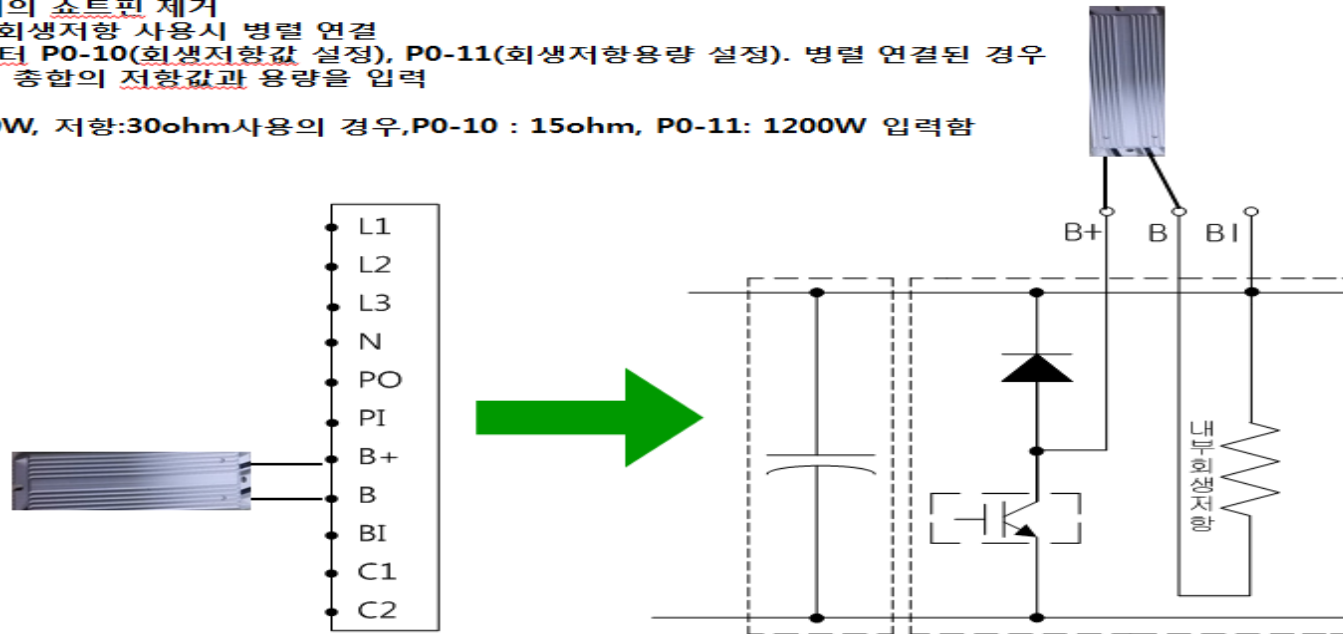 의 쇼트핀 제거
회생저항 사용시 병렬 연결
터 P0-10(회생저항값 설정), P0-11(회생저항용량 설정). 병렬 연결된 경우
총합의 저항값과 용량을 입력
0W, 저항:30ohm사용의 경우,P0-10 : 15ohm, P0-11: 1200W 입력함
L1
L2
L3
N
PO
PI
B+
B
BI
C1
C2
B+ B BI
내부회생저항